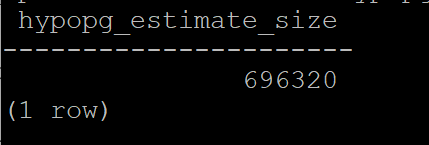 hypopg_estimate_size
----------------------
696320
(1 row)